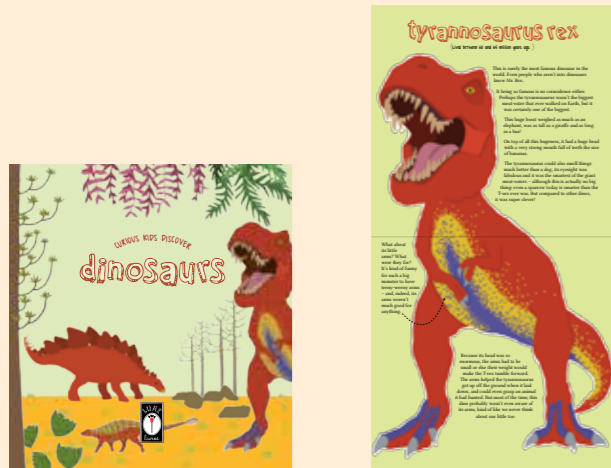 CURIOUS KIDS DISCOVER
dinosaurs
LURE
tyrannosaurus rex
(Lived between 68 and 66 million years ago.)
This is surely the most famous dinosaur in the
world. Even people who aren't into dinosaurs
know Mr. Rex.
It being so famous is no coincidence either.
Perhaps the tyrannosaurus wasn't the biggest
meat-eater that ever walked on Earth, but it
was certainly one of the biggest.
This huge beast weighed as much as an
elephant, was as tall as a giraffe and as long
as a bus!
On top of all this hugeness, it had a huge head
with a very strong mouth full of teeth the size
of bananas.
The tyrannosaurus could also smell things
much better than a dog, its eyesight was
fabulous and it was the smartest of the giant
meat-eaters – although this is actually no big
thing: even a sparrow today is smarter than the
T-rex ever was. But compared to other dinos,
it was super clever!
What about
its little
arms? What
were they for?
It's kind of funny
for such a big
monster to have
teeny-weeny arms
– and, indeed, its
arms weren't
much good for
anything.
Because its head was so
enormous, the arms had to be
small or else their weight would
make the T-rex tumble forward.
The arms helped the tyrannosaurus
get up off the ground when it laid
down, and could even grasp an animal
it had hunted. But most of the time, this
dino probably wasn't even aware of
its arms, kind of like we never think
about our little toe.